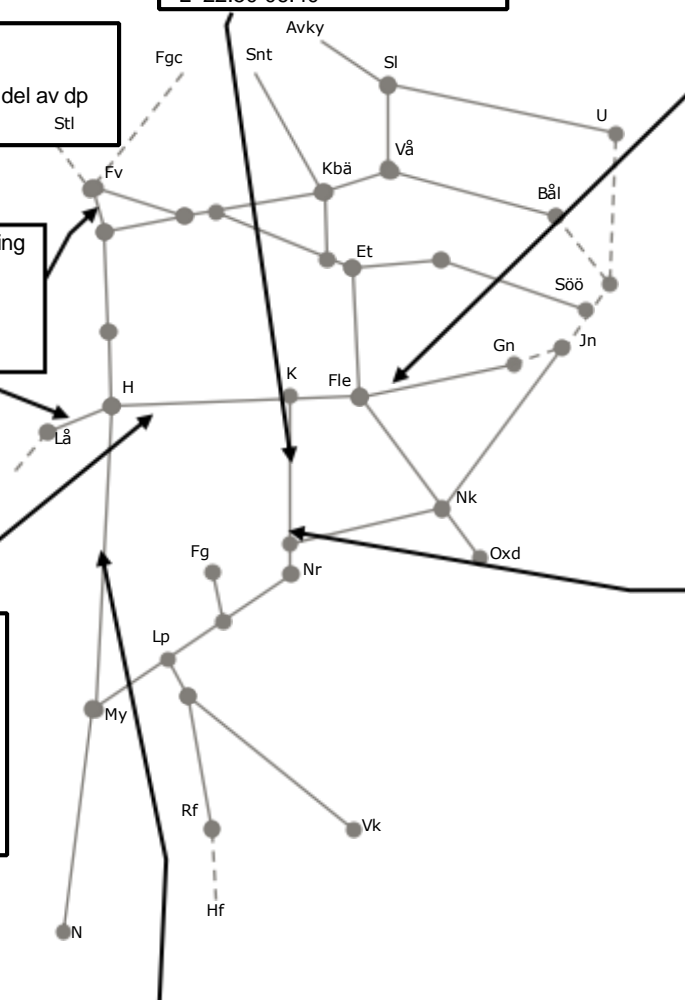 Avky
Snt
Fgc
Sl
del av dp
Stl
U
Vå
Fv
Kbä
Bål
ing
Et
Söö
Jn
Gn
K
Fle
H
Lå
Nk
Fg
Oxd
Nr
Lp
My
Rf
Vk
Hf
N